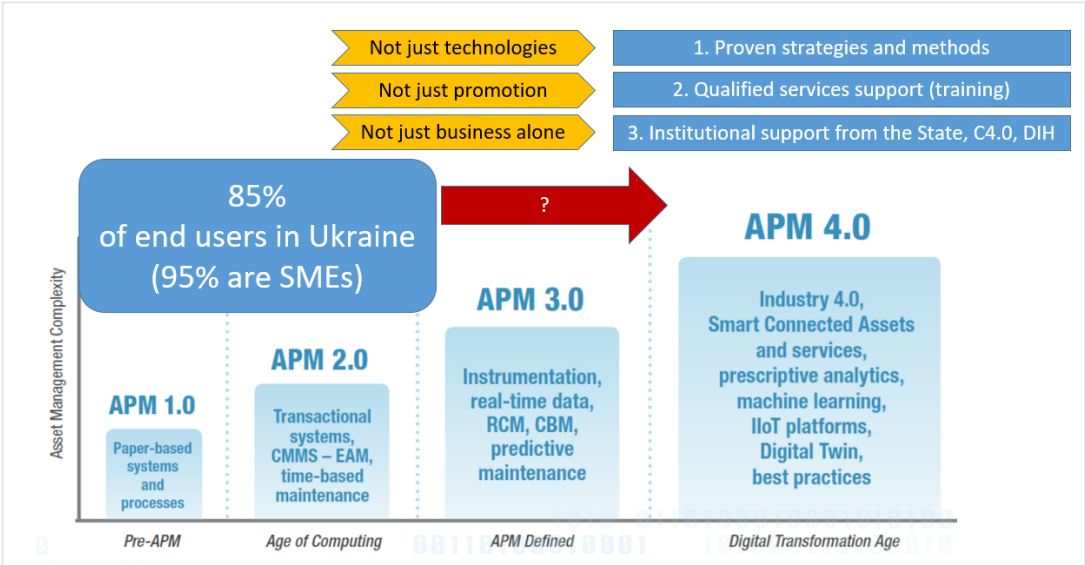 Not just technologies
1. Proven strategies and methods
Not just promotion
2. Qualified services support (training)
Not just business alone
3. Institutional support from the State, C4.0, DIH
85%
of end users in Ukraine
(95% are SMEs)
?
Asset Management Complexity
APM 1.0
Paper-based
systems
and
processes
Pre-APM
APM 2.0
Transactional
systems,
CMMS – EAM,
time-based
maintenance
Age of Computing
APM 3.0
Instrumentation,
real-time data,
RCM, CBM,
predictive
maintenance
APM Defined
APM 4.0
Industry 4.0,
Smart Connected Assets
and services,
prescriptive analytics,
machine learning,
IIoT platforms,
Digital Twin,
best practices
Digital Transformation Age